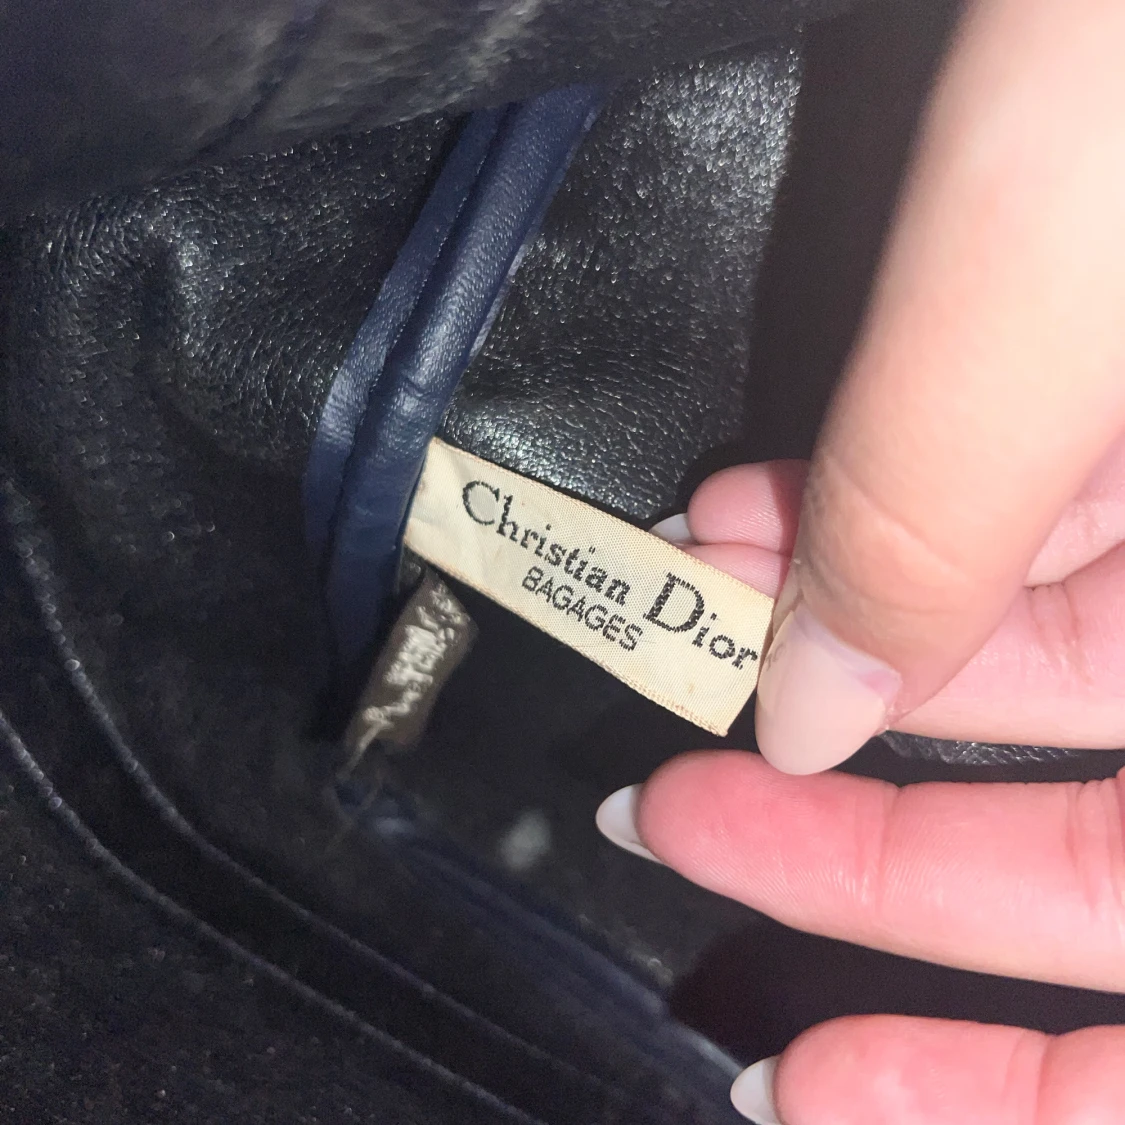 Christian Dior
BAGAGES